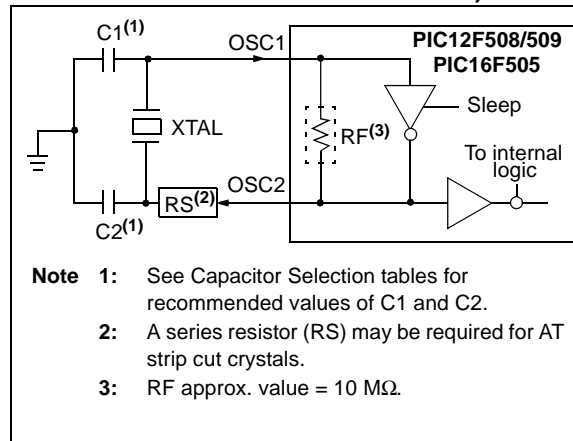 C1(1)
OSC1
PIC12F508/509
PIC16F505
Sleep
XTAL
RF(3)
To internal
logic
OSC2
RS(2)
C2(1)
Note 1: See Capacitor Selection tables for
recommended values of C1 and C2.
2: A series resistor (RS) may be required for AT
strip cut crystals.
3: RF approx. value = 10 MΩ.